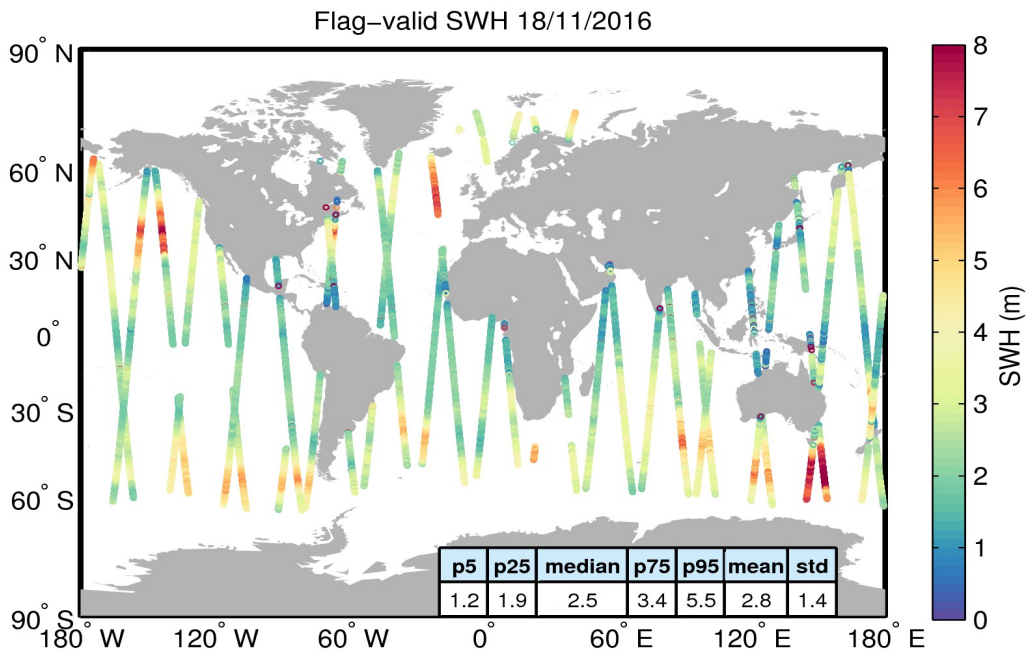 Flag−valid SWH 18/11/2016
90° N
60° N
30° N
0°
30° S
60° S
90° S
180° W
120° W
60° W
0°
60° E
120° E
180° E
p5 p25 median p75 p95 mean std
1.2 1.9 2.5 3.4 5.5 2.8 1.4
8
7
6
5
4
3
2
1
0
SWH (m)